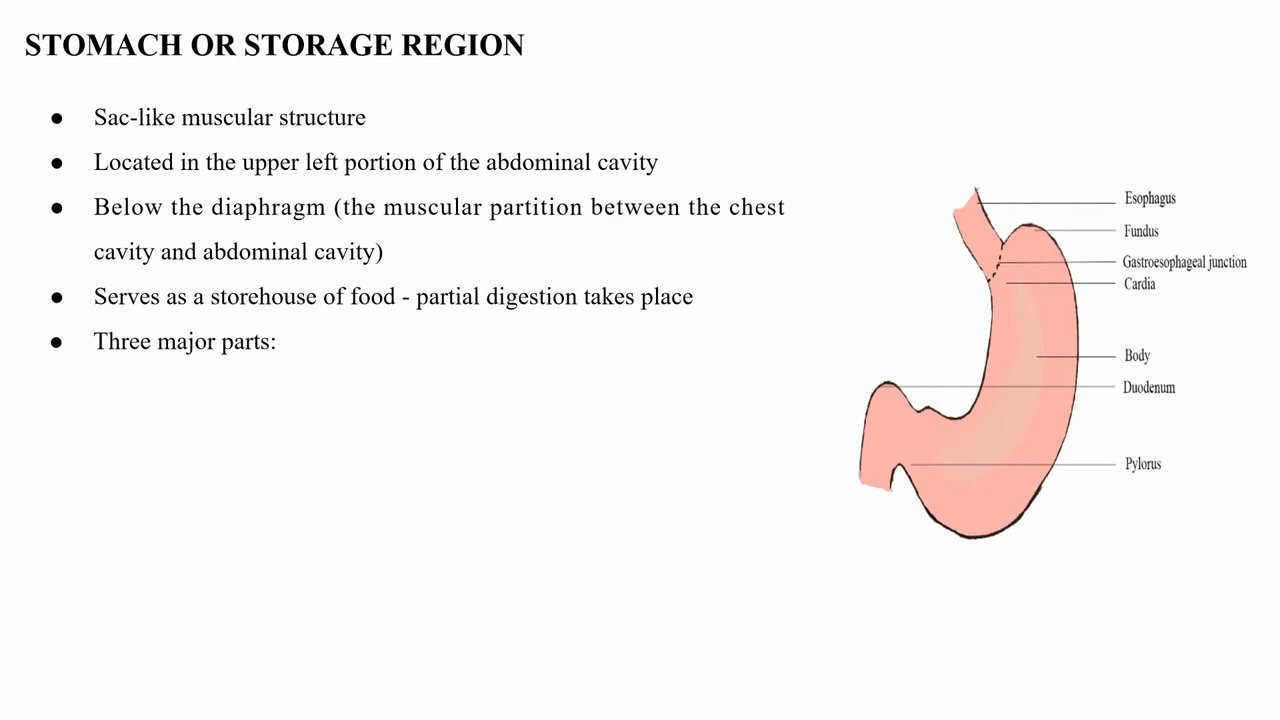 STOMACH OR STORAGE REGION
● Sac-like muscular structure
● Located in the upper left portion of the abdominal cavity
● Below the diaphragm (the muscular partition between the chest
cavity and abdominal cavity)
● Serves as a storehouse of food - partial digestion takes place
● Three major parts:
Esophagus
Fundus
Gastroesophageal junction
Cardia
Body
Duodenum
Pylorus